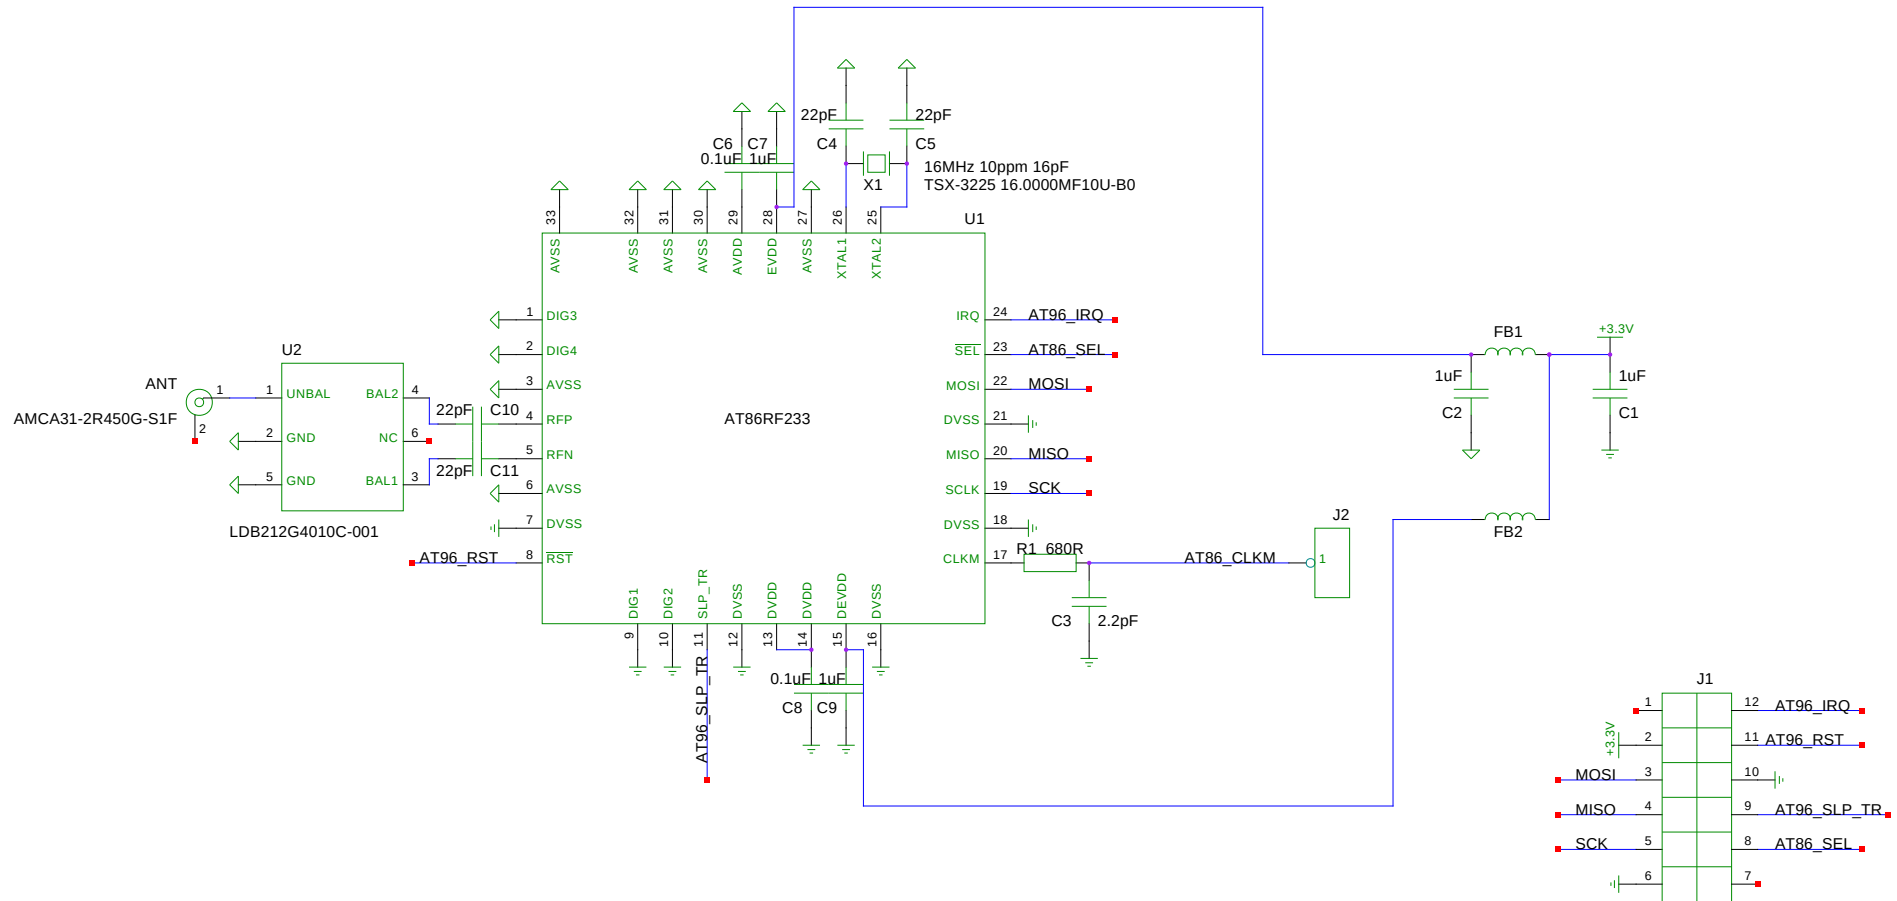 22pF
22pF
C4
C5
C6
C7
0.1uF
1uF
X1
16MHz 10ppm 16pF
TSX-3225 16.0000MF10U-B0
U1
33
32
31
30
29
28
27
26
25
AVSS
AVSS
AVSS
AVSS
AVDD
EVDD
AVSS
XTAL1
XTAL2
1 DIG3
2 DIG4
3 AVSS
4 RFP
5 RFN
6 AVSS
7 DVSS
8 RST
AT96_RST
AT86RF233
IRQ 24 AT96_IRQ
SEL 23 AT86_SEL
MOSI 22 MOSI
DVSS 21
MISO 20 MISO
SCLK 19 SCK
DVSS 18
CLKM 17
R1 680R
AT86_CLKM
C3 2.2pF
J2
1
DIG1
DIG2
SLP_TR
DVSS
DVDD
DVDD
DEVDD
DVSS
9
10
11
12
13
14
15
16
AT96_SLP_TR
0.1uF
1uF
C8
C9
U2
ANT
AMCA31-2R450G-S1F
1
2
1 UNBAL
2 GND
5 GND
BAL2 4
NC 6
BAL1 3
LDB212G4010C-001
22pF C10
22pF C11
FB1
+3.3V
1uF
C2
1uF
C1
FB2
J1
1
2
3
4
5
6
12
11
10
9
8
7
+3.3V
MOSI
MISO
SCK
AT96_IRQ
AT96_RST
AT96_SLP_TR
AT86_SEL